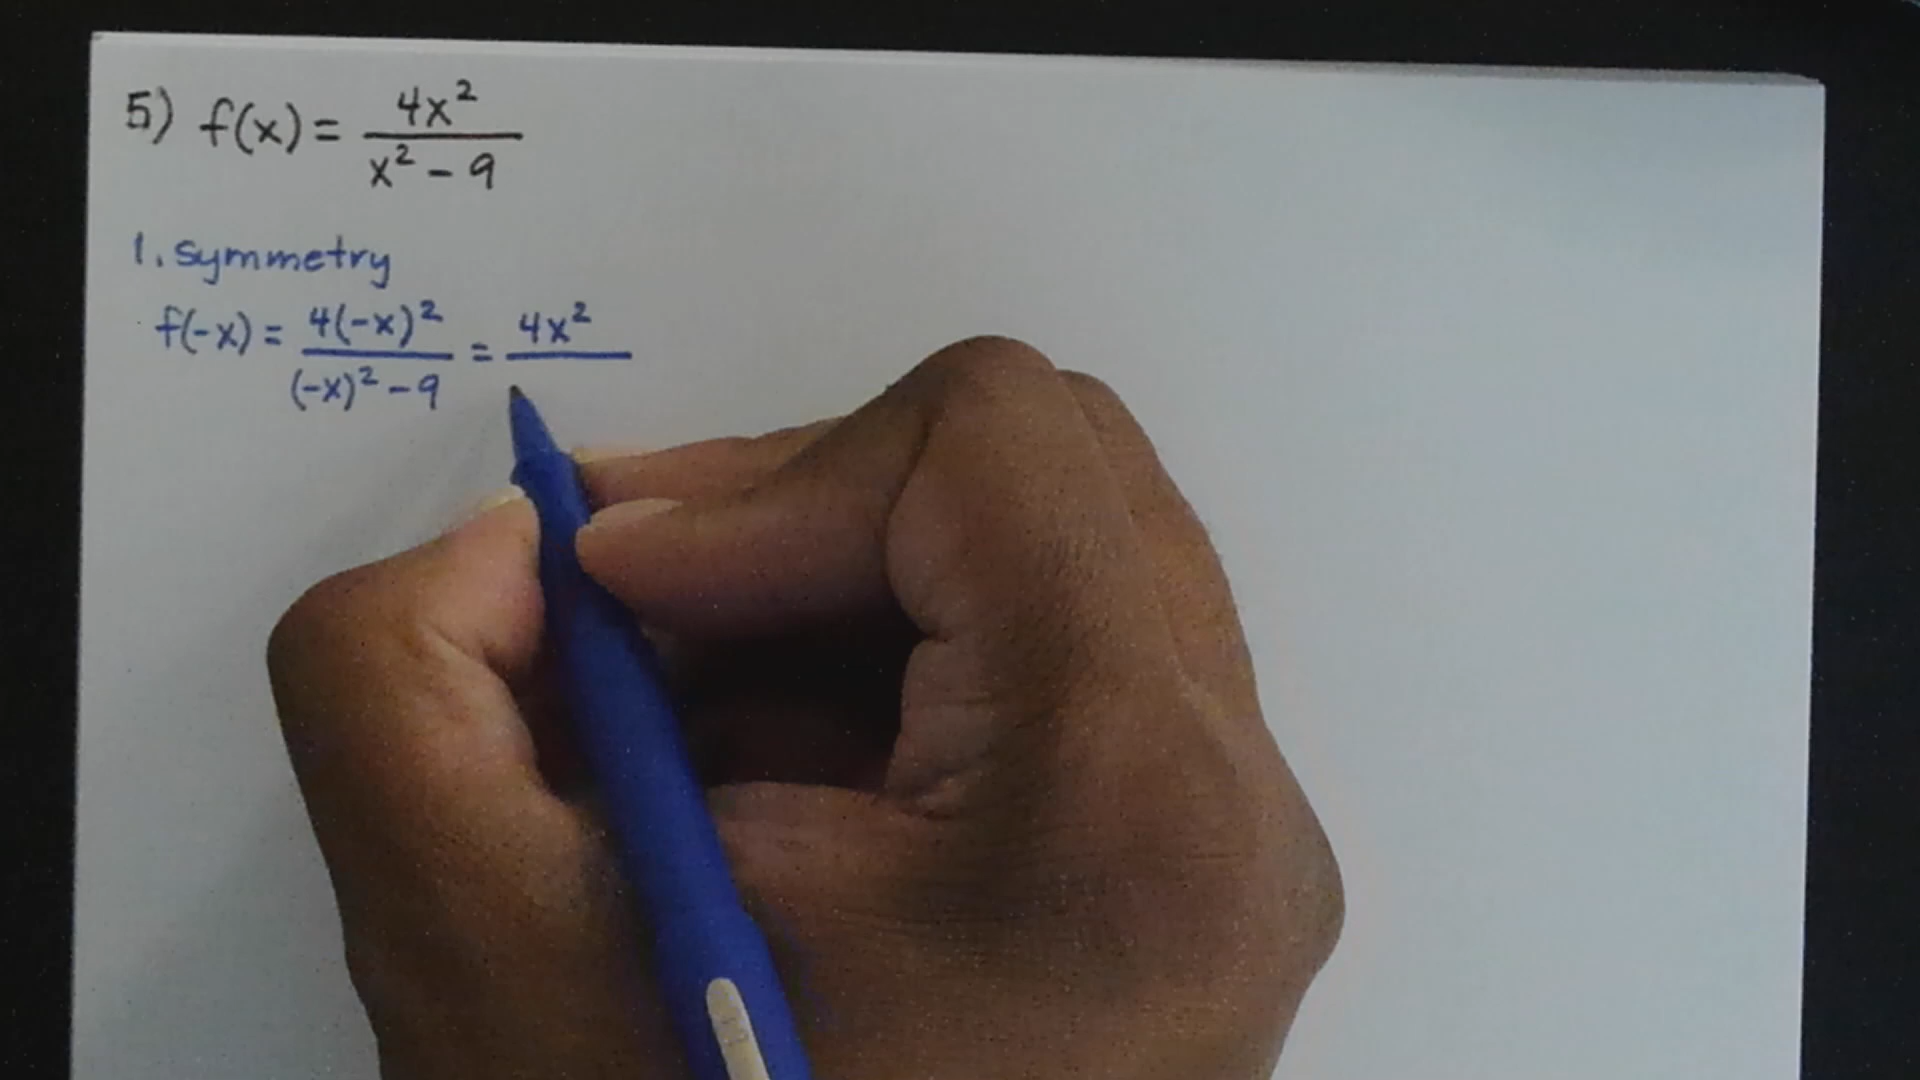 5) f(x) = 4x² / x² - 9
1. Symmetry
f(-x) = 4(-x)² / (-x)² - 9 = 4x² /